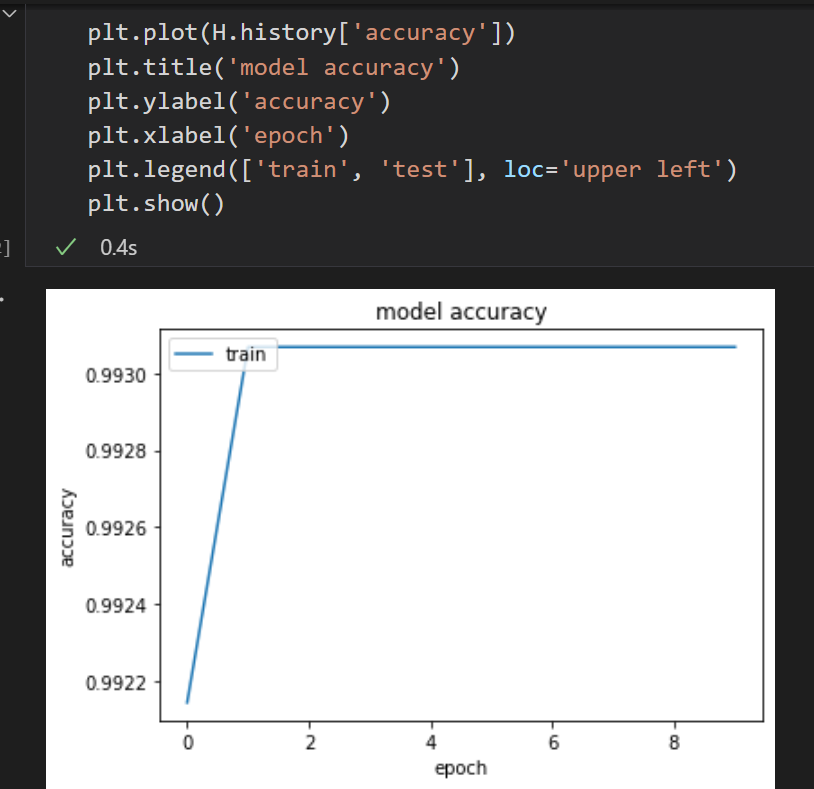 plt.plot(H.history['accuracy'])
plt.title('model accuracy')
plt.ylabel('accuracy')
plt.xlabel('epoch')
plt.legend(['train', 'test'], loc='upper left')
plt.show()
]
0.4s
model accuracy
train
0.9930
0.9928
0.9926
0.9924
0.9922
accuracy
0 2 4 6 8
epoch